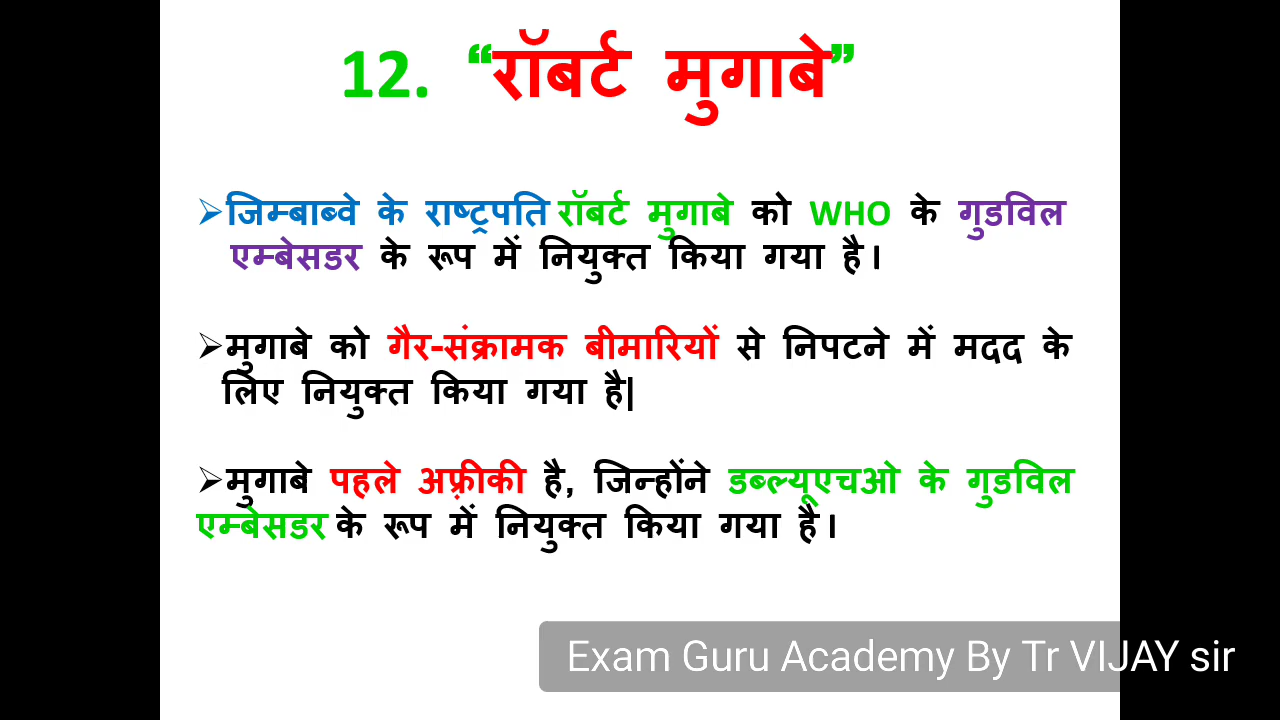 12. “रॉबर्ट मुगाबे”
➢जिम्बाब्वे के राष्ट्रपति रॉबर्ट मुगाबे को WHO के गुडविल
एम्बेसडर के रूप में नियुक्त किया गया है।
➢मुगाबे को गैर-संक्रामक बीमारियों से निपटने में मदद के
लिए नियुक्त किया गया है|
➢मुगाबे पहले अफ़्रीकी है, जिन्होंने डब्ल्यूएचओ के गुडविल
एम्बेसडर के रूप में नियुक्त किया गया है।
Exam Guru Academy By Tr VIJAY sir